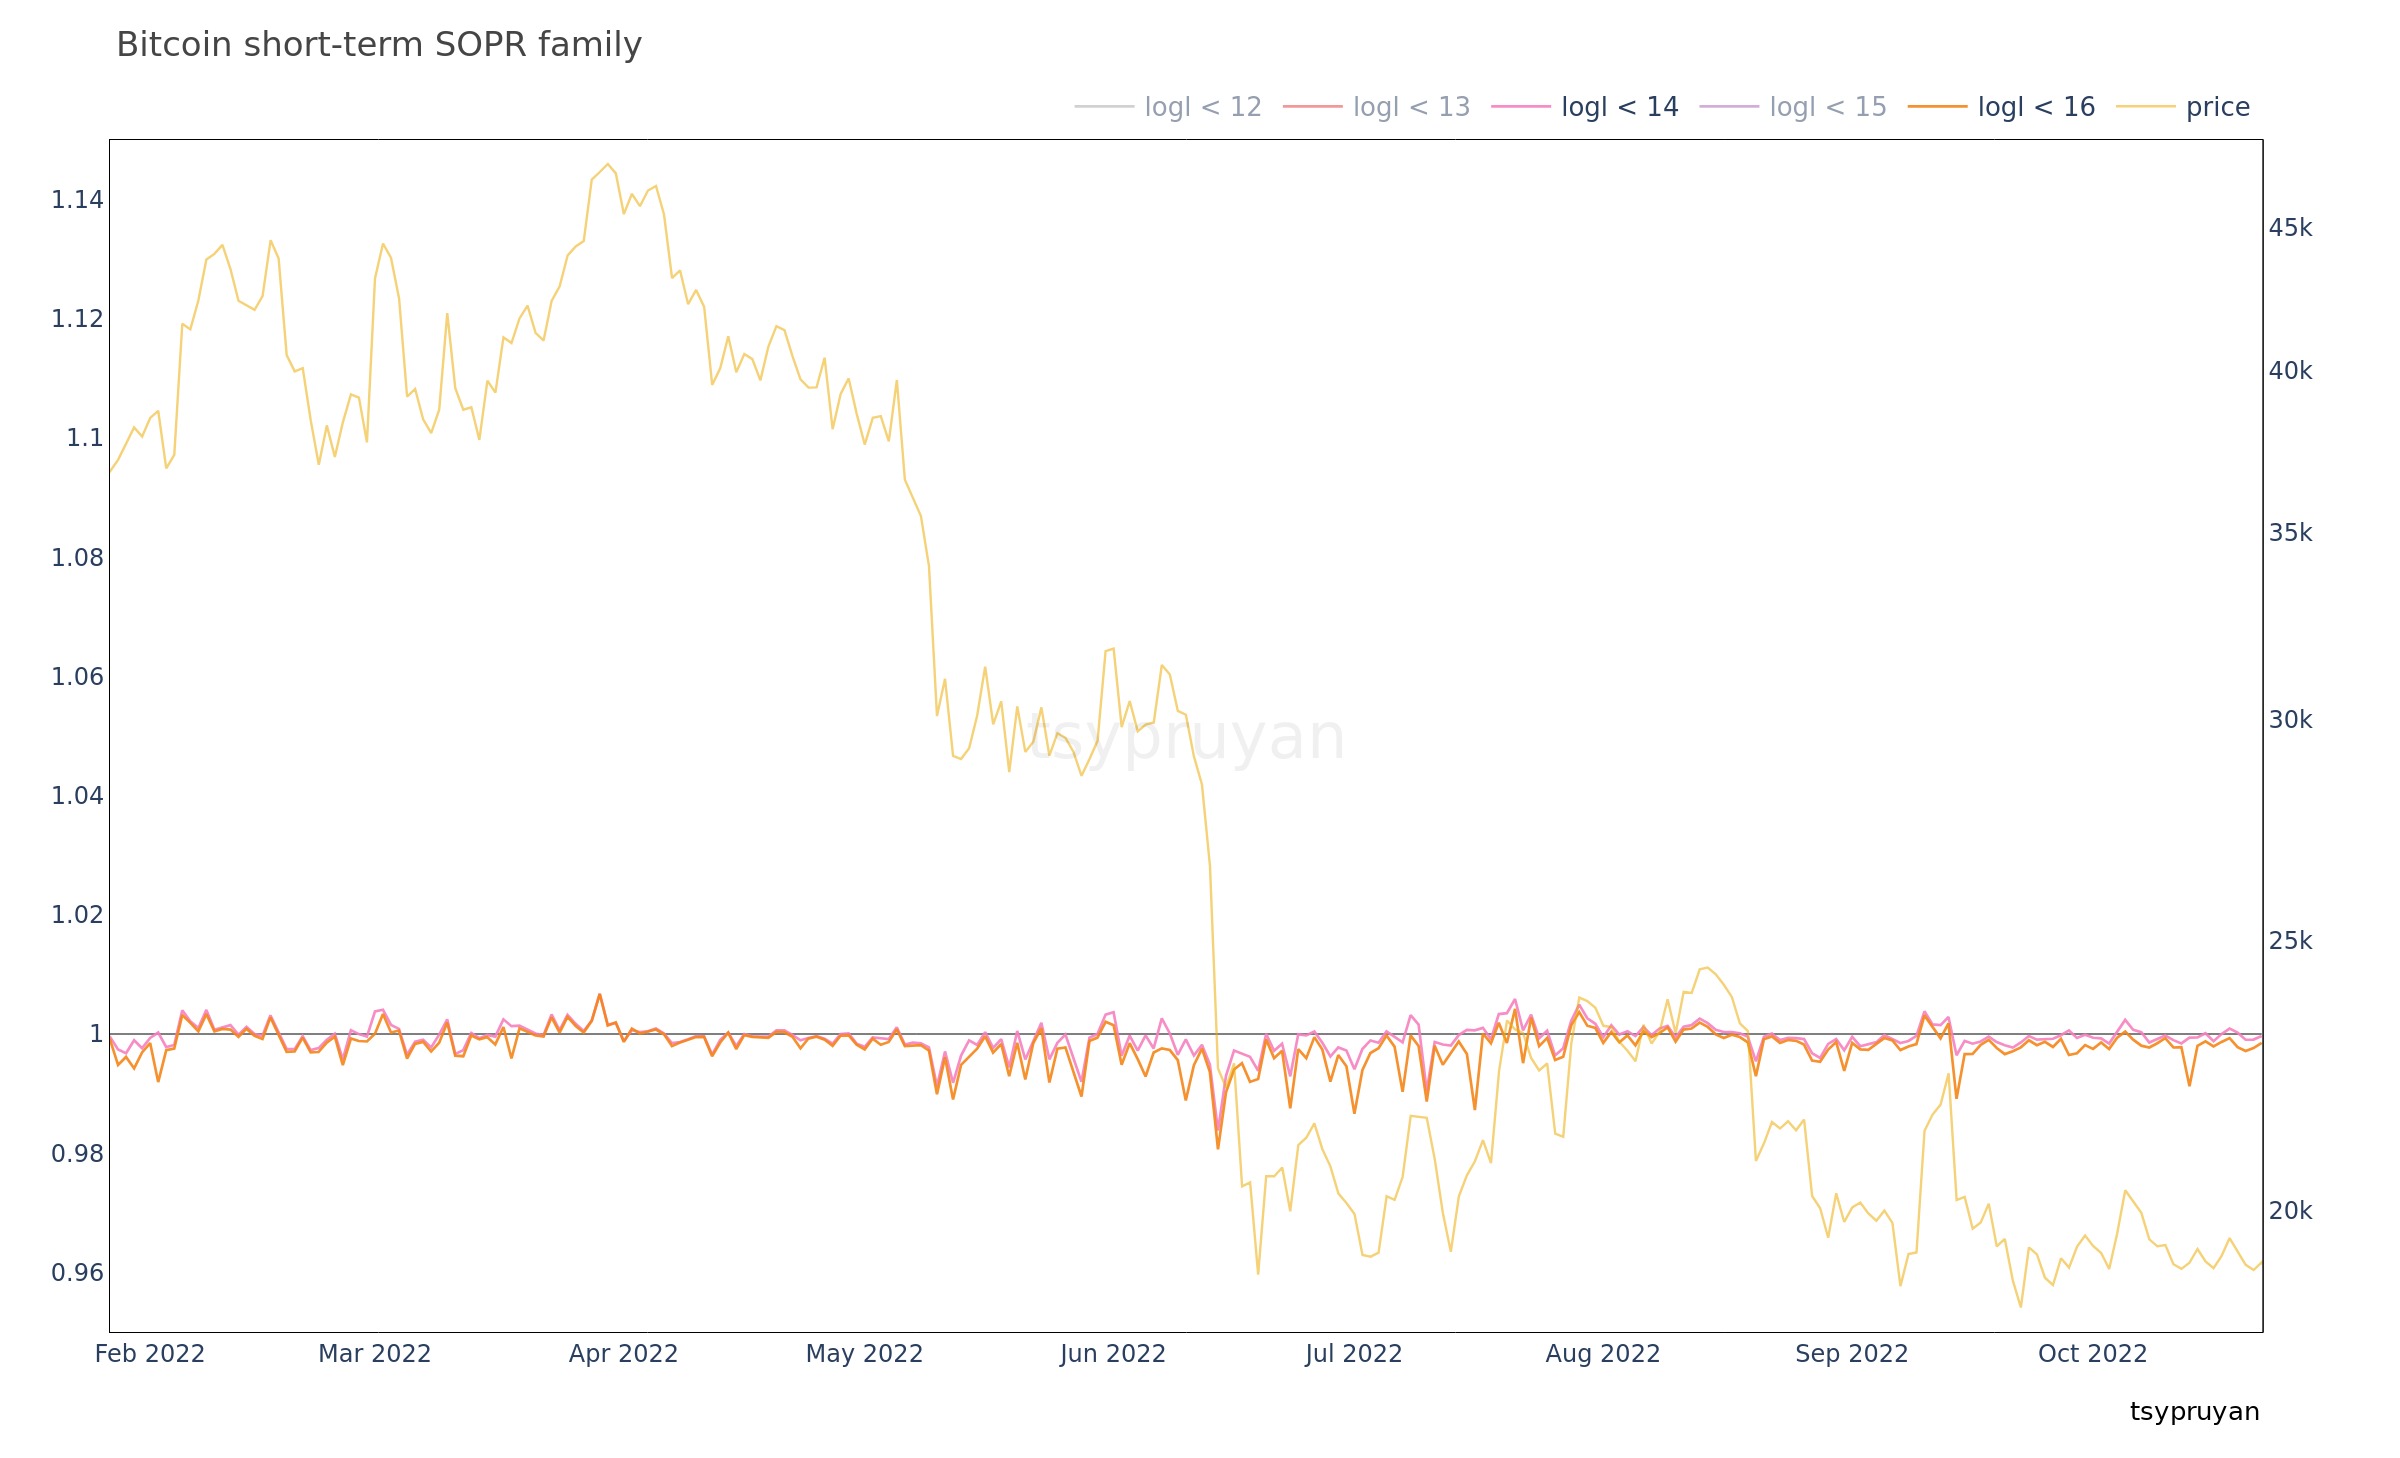 Bitcoin short-term SOPR family
logl < 12 logl < 13 logl < 14 logl < 15 logl < 16 price
1.14
1.12
1.1
1.08
1.06
1.04
1.02
1
0.98
0.96
45k
40k
35k
30k
25k
20k
tsypruyan
Feb 2022 Mar 2022 Apr 2022 May 2022 Jun 2022 Jul 2022 Aug 2022 Sep 2022 Oct 2022
tsypruyan